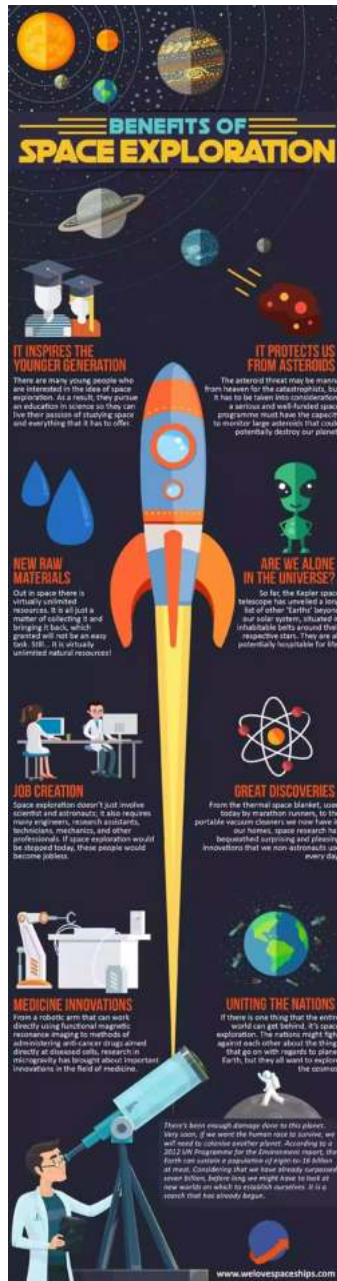 BENEFITS OF
SPACE EXPLORATION
IT INSPIRES THE
YOUNGER GENERATION
There are many young people who
are interested in the idea of space
exploration. As a result, they pursue
an education in science so they can
live their passion of studying space
and everything that it has to offer.
IT PROTECTS US
FROM ASTEROIDS
The asteroid threat may be mann
from heaven for the catastrophists, bu
it has to be taken into consideration
a serious and well-funded space
programme must have the capacit
to monitor large asteroids that could
potentially destroy our planet
NEW RAW
MATERIALS
Out in space there is
virtually unlimited
resources. It is all just a
matter of collecting it and
bringing it back, which
granted will not be an easy
task. Still... It is virtually
unlimited natural resources!
ARE WE ALONE
IN THE UNIVERSE?
So far, the Kepler space
telescope has unveiled a long
list of other 'Earths' beyon
our solar system, situated i
inhabitable belts around their
respective stars. They are al
potentially hospitable for life
JOB CREATION
Space exploration doesn't just involve
scientist and astronauts; it also requires
many engineers, research assistants,
technicians, mechanics, and other
professionals. If space exploration would
be stopped today, these people would
become jobless.
GREAT DISCOVERIES
From the thermal space blanket, used
today by marathon runners, to the
portable vacuum cleaners we now have i
our homes, space research ha
bequeathed surprising and pleasing
innovations that we non-astronauts use
every day
MEDICINE INNOVATIONS
From a robotic arm that can work
directly using functional magnetic
resonance imaging to methods of
administering anti-cancer drugs aimed
directly at diseased cells, research in
microgravity has brought about important
innovations in the field of medicine.
UNITING THE NATIONS
If there is one thing that the entire
world can get behind, it's space
exploration. The nations might figh
against each other about the thing
that go on with regards to plane
Earth, but they all want to explore
the cosmos
There's been enough damage done to this planet.
Very soon, if we want the human race to survive, we
will need to colonise another planet. According to a
2012 UN Programme for the Environment report, the
Earth can sustain a population of eight-to-16 billion
at most. Considering that we have already surpassed
seven billion, before long we might have to look at
new worlds on which to establish ourselves. It is a
search that has already begun.
www.welovespaceships.com